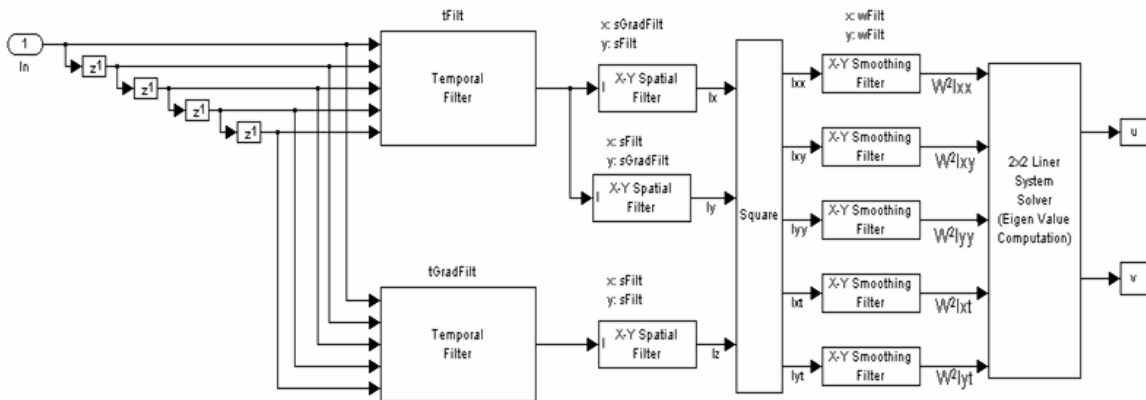 tFilt
1
In
z1
z1
z1
z1
Temporal
Filter
x: sGradFilt
y: sFilt
I
X-Y Spatial
Filter
Ix
x: sFilt
y: sGradFilt
I
X-Y Spatial
Filter
Iy
tGradFilt
Temporal
Filter
x: sFilt
y: sFilt
I
X-Y Spatial
Filter
Iz
Square
x: wFilt
y: wFilt
Ixx
X-Y Smoothing
Filter
W²Ixx
Ixy
X-Y Smoothing
Filter
W²Ixy
Iyy
X-Y Smoothing
Filter
W²Iyy
Ixt
X-Y Smoothing
Filter
W²Ixt
Iyt
X-Y Smoothing
Filter
W²Iyt
2x2 Liner
System
Solver
(Eigen Value
Computation)
u
v